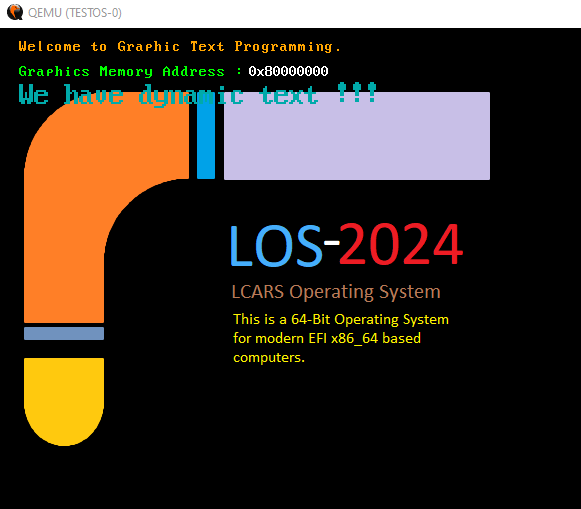 QEMU (TESTOS-0)
Welcome to Graphic Text Programming.
Graphics Memory Address : 0x80000000
We have dynamic text !!!
LOS-2024
LCARS Operating System
This is a 64-Bit Operating System
for modern EFI x86_64 based
computers.